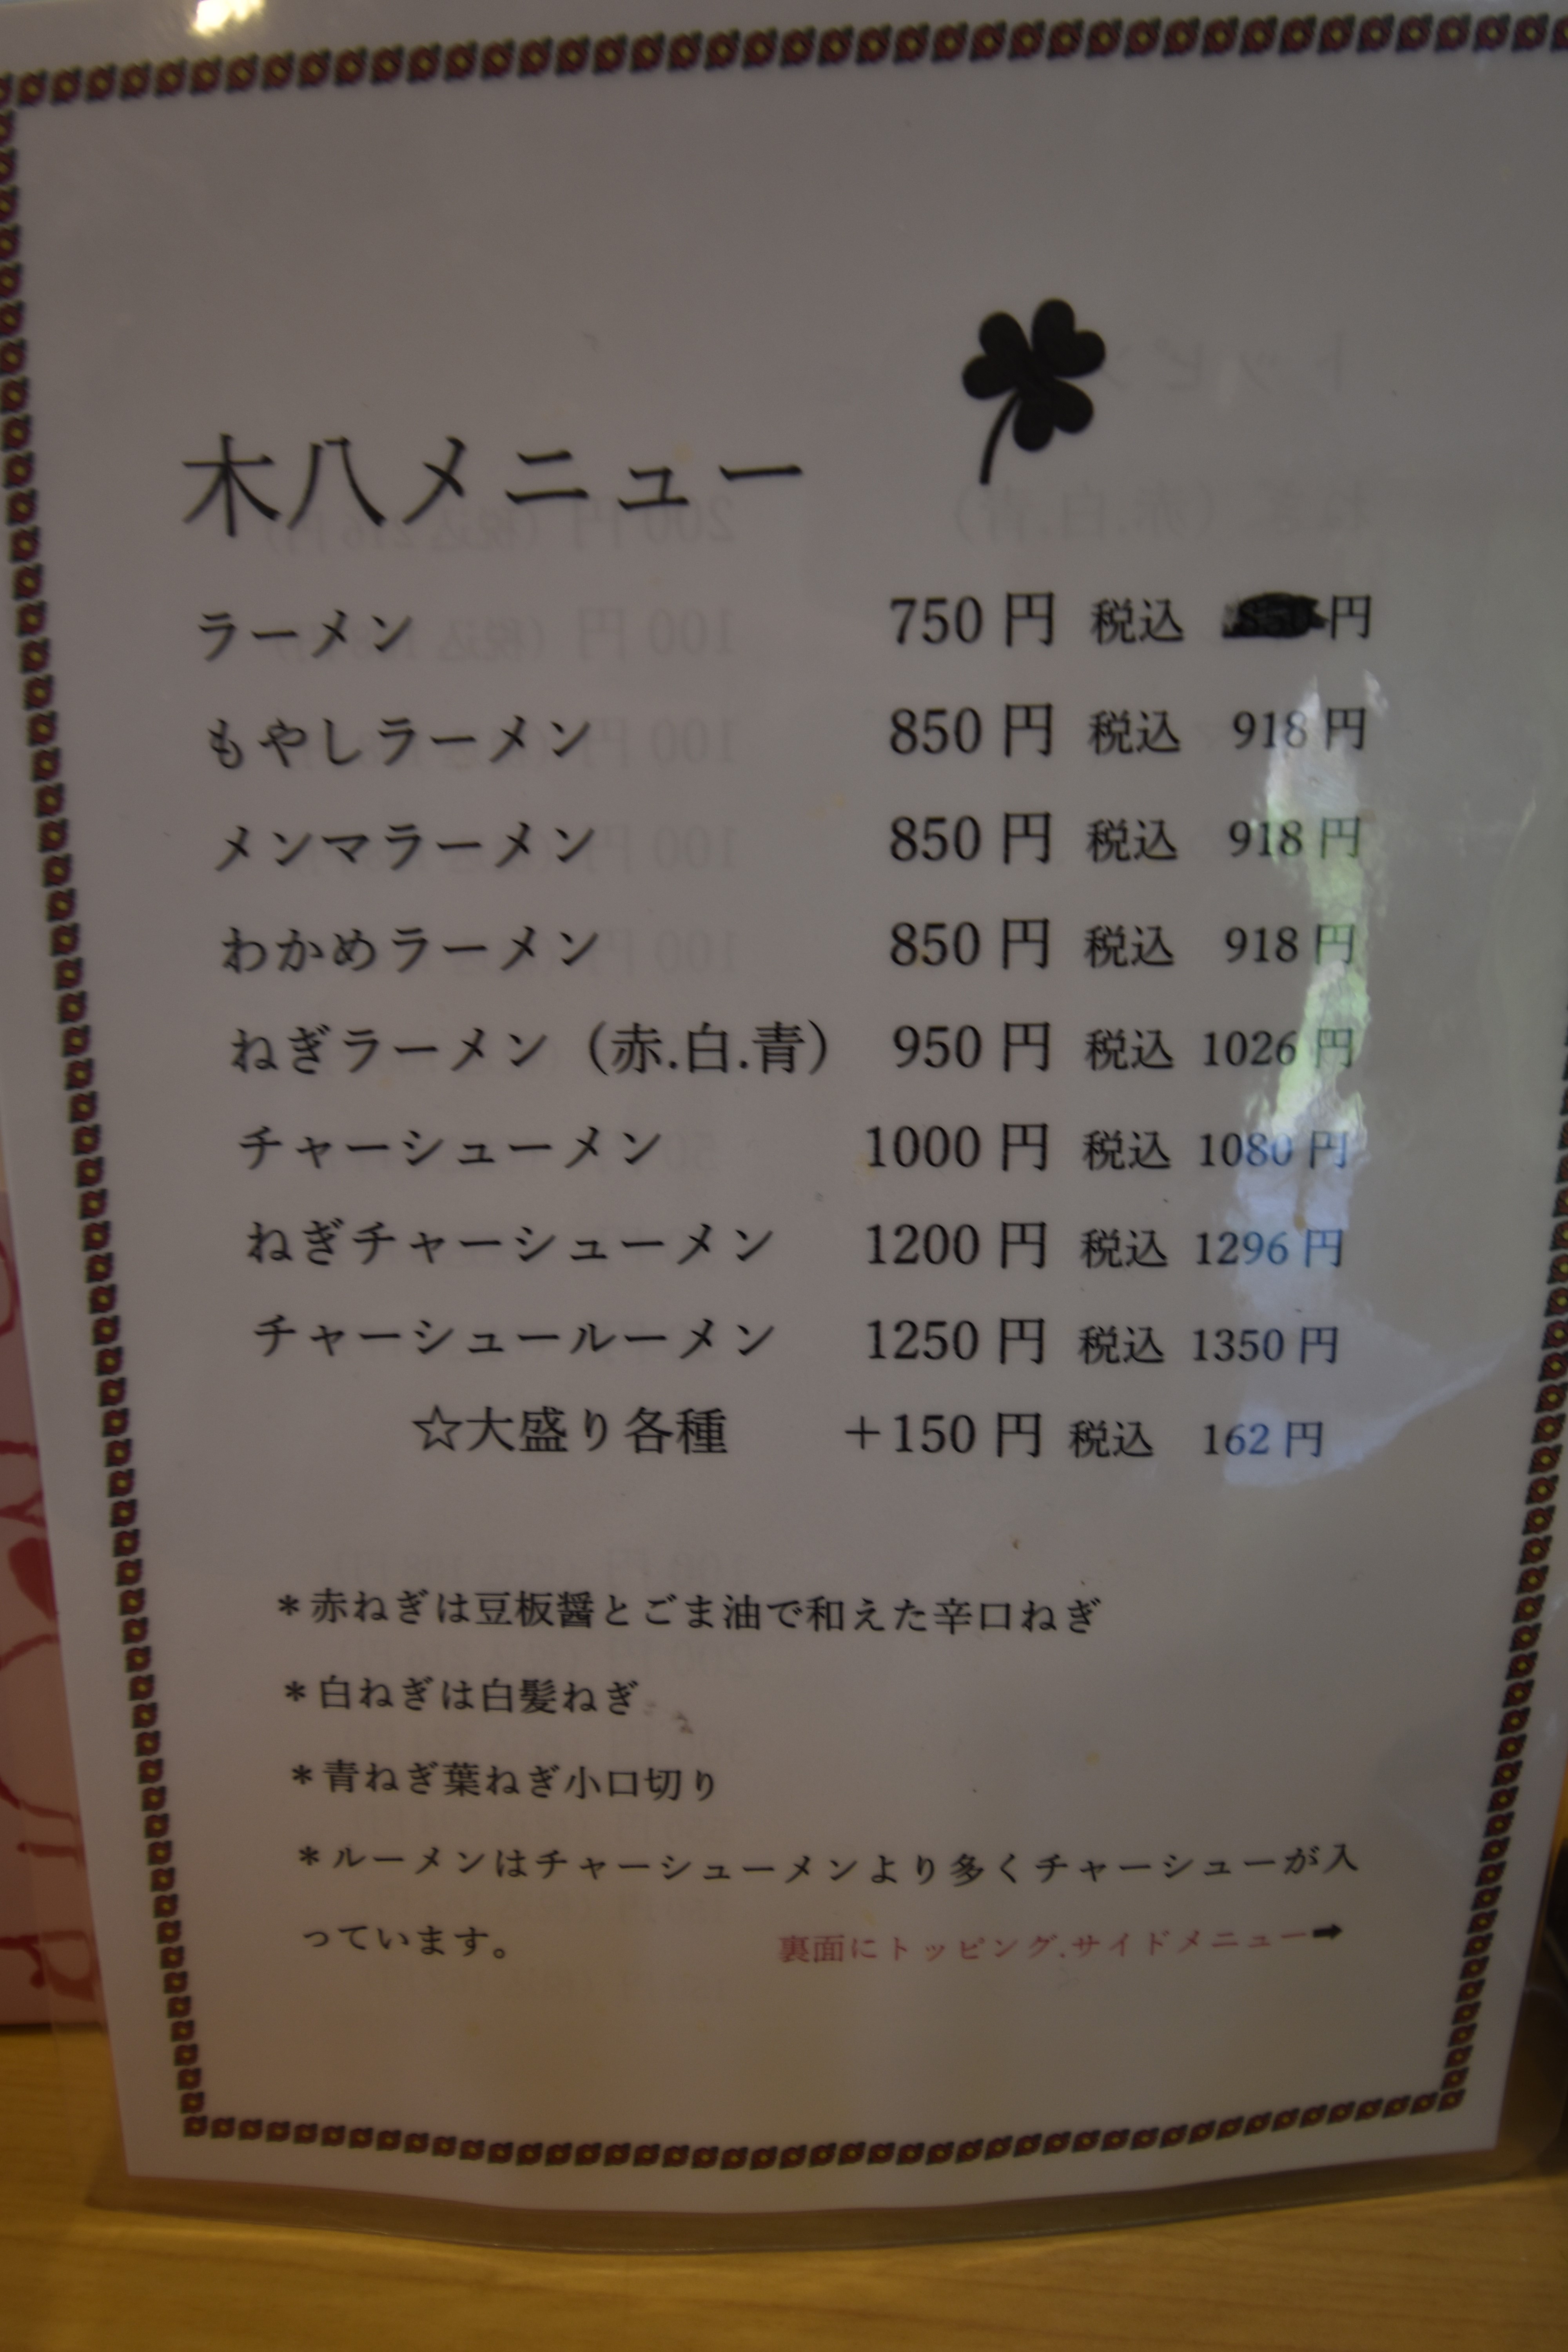 木八メニュー
ラーメン 750円 税込 円
もやしラーメン 850円 税込 918円
メンマラーメン 850円 税込 918円
わかめラーメン 850円 税込 918円
ねぎラーメン（赤.白.青） 950円 税込 1026円
チャーシューメン 1000円 税込 1080円
ねぎチャーシューメン 1200円 税込 1296円
チャーシュールーメン 1250円 税込 1350円
☆大盛り各種 +150円 税込 162円
＊赤ねぎは豆板醤とごま油で和えた辛口ねぎ
＊白ねぎは白髪ねぎ
＊青ねぎ葉ねぎ小口切り
＊ルーメンはチャーシューメンより多くチャーシューが入
っています。 裏面にトッピング.サイドメニュー➡